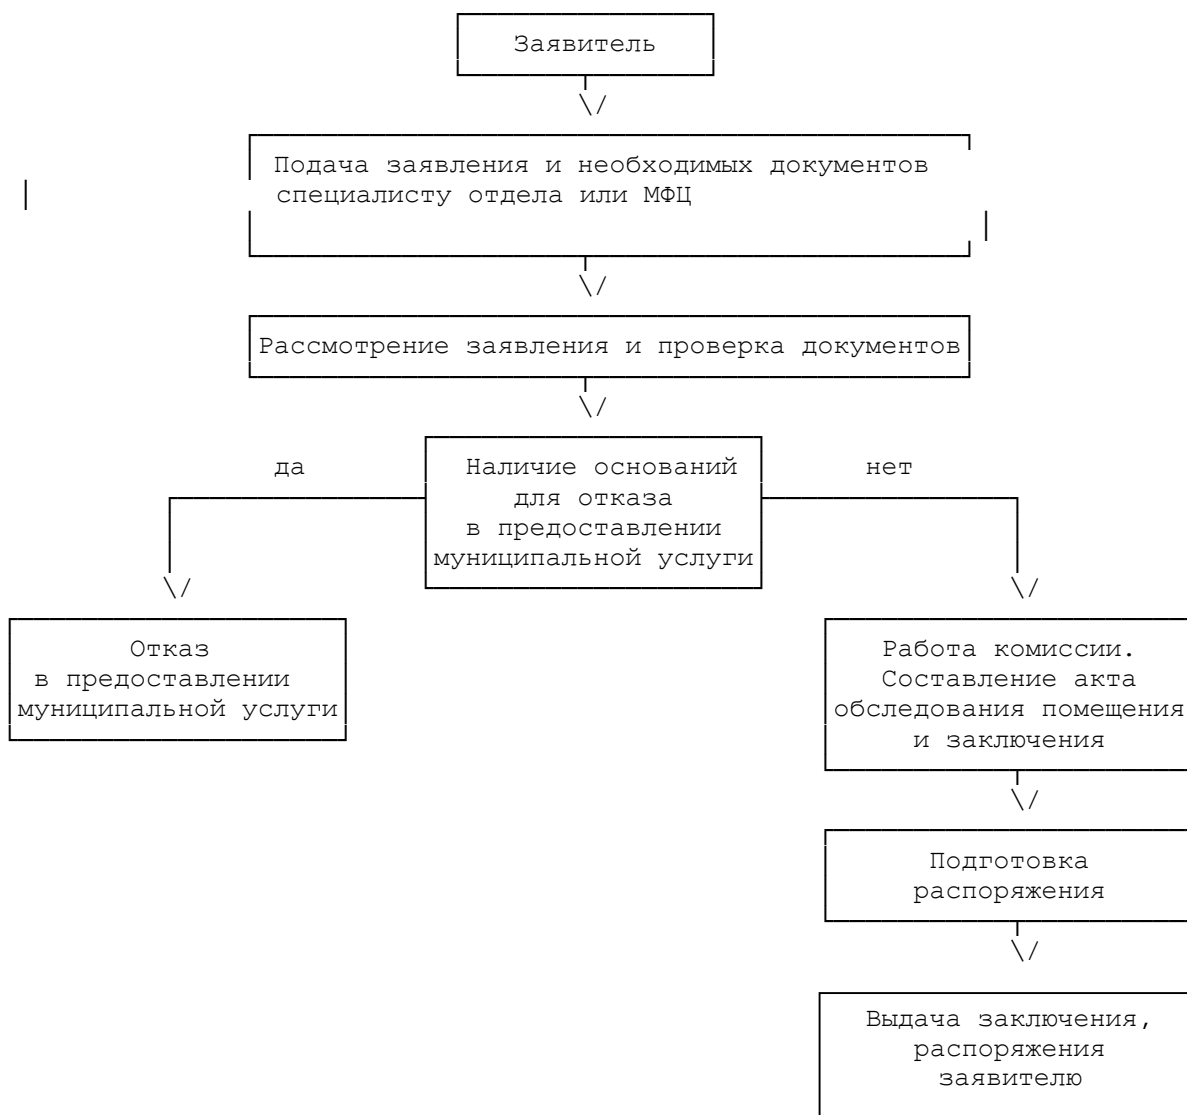 Заявитель
Подача заявления и необходимых документов
специалисту отдела или МФЦ
Рассмотрение заявления и проверка документов
да
Наличие оснований
для отказа
в предоставлении
муниципальной услуги
нет
Отказ
в предоставлении
муниципальной услуги
Работа комиссии.
Составление акта
обследования помещения
и заключения
Подготовка
распоряжения
Выдача заключения,
распоряжения
заявителю